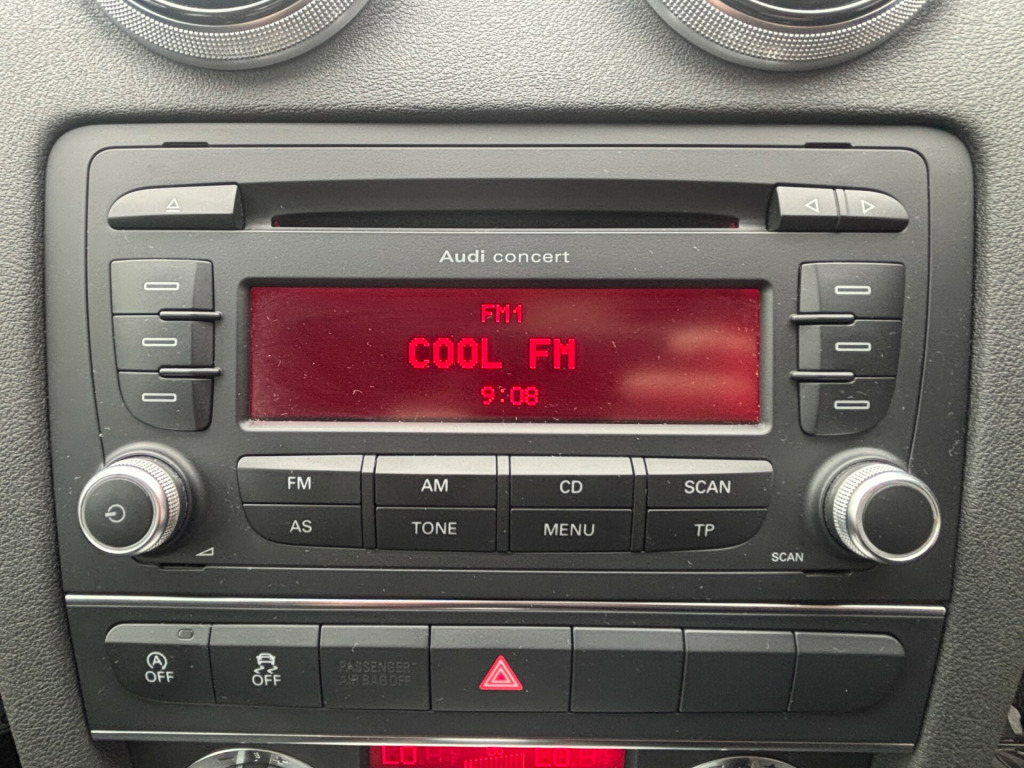 Audi concert
FM1
COOL FM
9:08
FM AM CD SCAN
AS TONE MENU TP
SCAN
A
OFF OFF
PASSENGER
AIR BAG OFF
LO